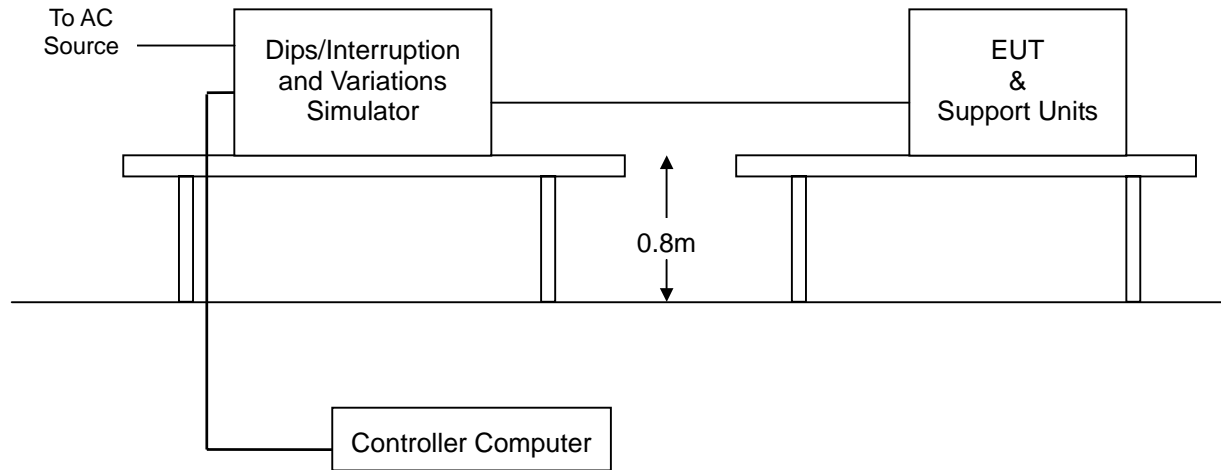 To AC
Source
Dips/Interruption
and Variations
Simulator
EUT
&
Support Units
0.8m
Controller Computer